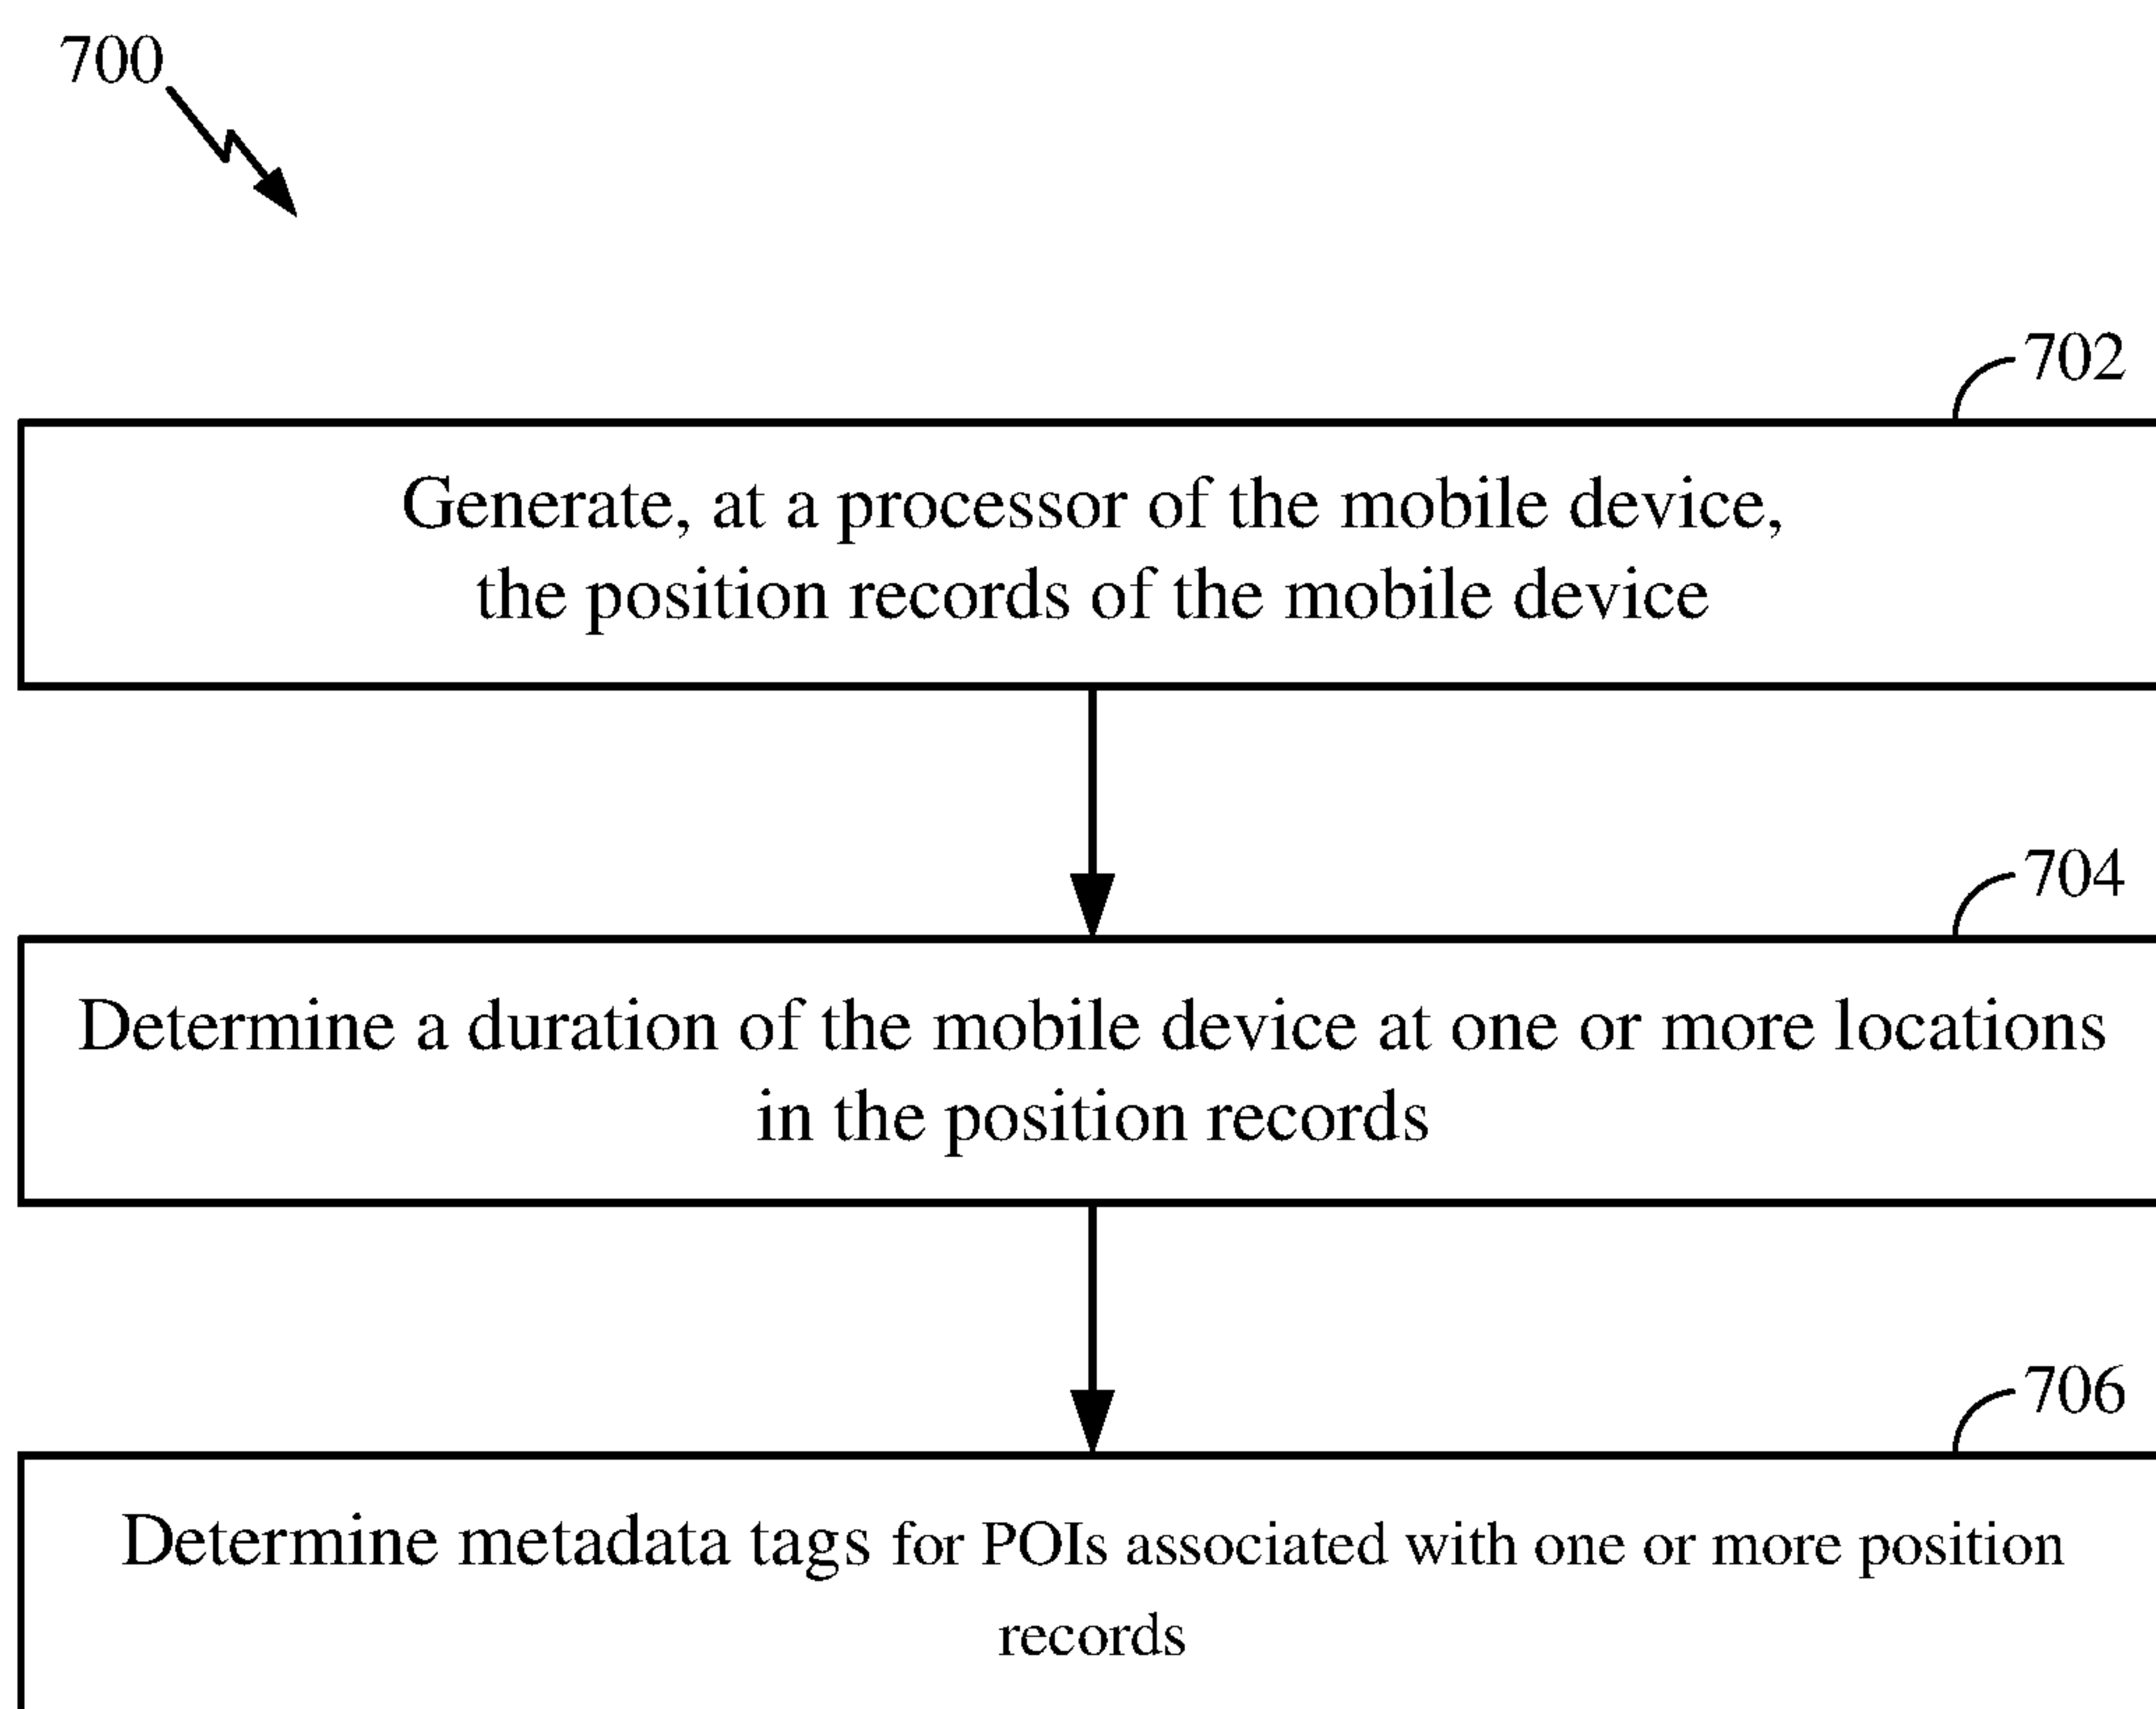 700
702
Generate, at a processor of the mobile device,
the position records of the mobile device
704
Determine a duration of the mobile device at one or more locations
in the position records
706
Determine metadata tags for POIs associated with one or more position
records